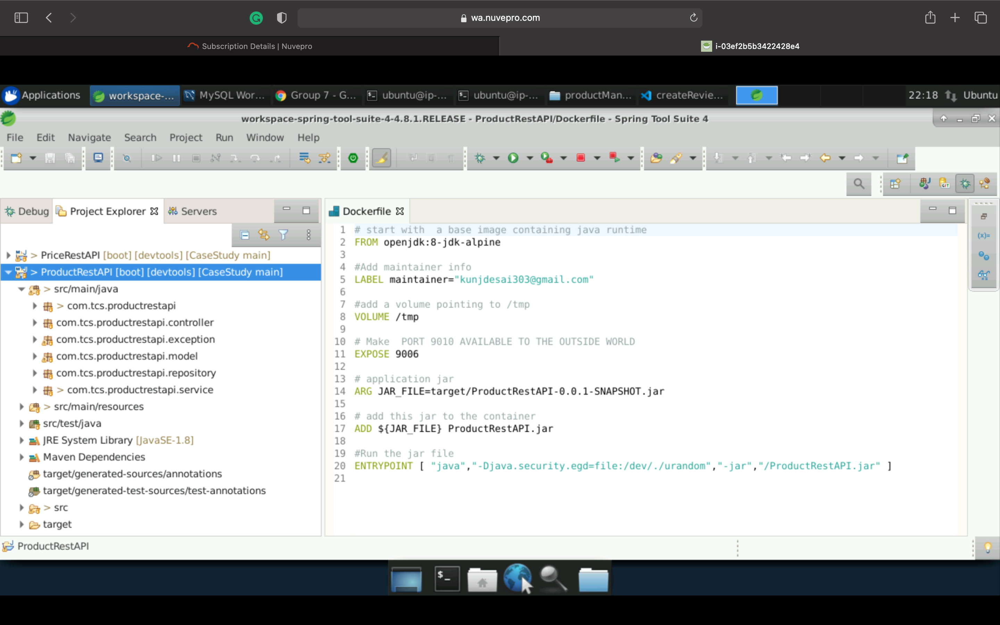 wa.nuvepro.com
Subscription Details | Nuvepro
i-03ef2b5b3422428e4
Applications
workspace-...
MySQL Wor...
Group 7 - G...
ubuntu@ip-...
ubuntu@ip-...
productMan...
createRevie...
22:18
Ubuntu
workspace-spring-tool-suite-4-4.8.1.RELEASE - ProductRestAPI/Dockerfile - Spring Tool Suite 4
File Edit Navigate Search Project Run Window Help
Debug
Project Explorer
Servers
> PriceRestAPI [boot] [devtools] [CaseStudy main]
> ProductRestAPI [boot] [devtools] [CaseStudy main]
> src/main/java
> com.tcs.productrestapi
com.tcs.productrestapi.controller
com.tcs.productrestapi.exception
com.tcs.productrestapi.model
com.tcs.productrestapi.repository
> com.tcs.productrestapi.service
> src/main/resources
src/test/java
JRE System Library [JavaSE-1.8]
Maven Dependencies
target/generated-sources/annotations
target/generated-test-sources/test-annotations
> src
target
Dockerfile
1 # start with  a base image containing java runtime
2 FROM openjdk:8-jdk-alpine
3
4 #Add maintainer info
5 LABEL maintainer="kunjdesai303@gmail.com"
6
7 #add a volume pointing to /tmp
8 VOLUME /tmp
9
10 # Make  PORT 9010 AVAILABLE TO THE OUTSIDE WORLD
11 EXPOSE 9006
12
13 # application jar
14 ARG JAR_FILE=target/ProductRestAPI-0.0.1-SNAPSHOT.jar
15
16 # add this jar to the container
17 ADD ${JAR_FILE} ProductRestAPI.jar
18
19 #Run the jar file
20 ENTRYPOINT [ "java","-Djava.security.egd=file:/dev/./urandom","-jar","/ProductRestAPI.jar" ]
21
(x)=
ProductRestAPI